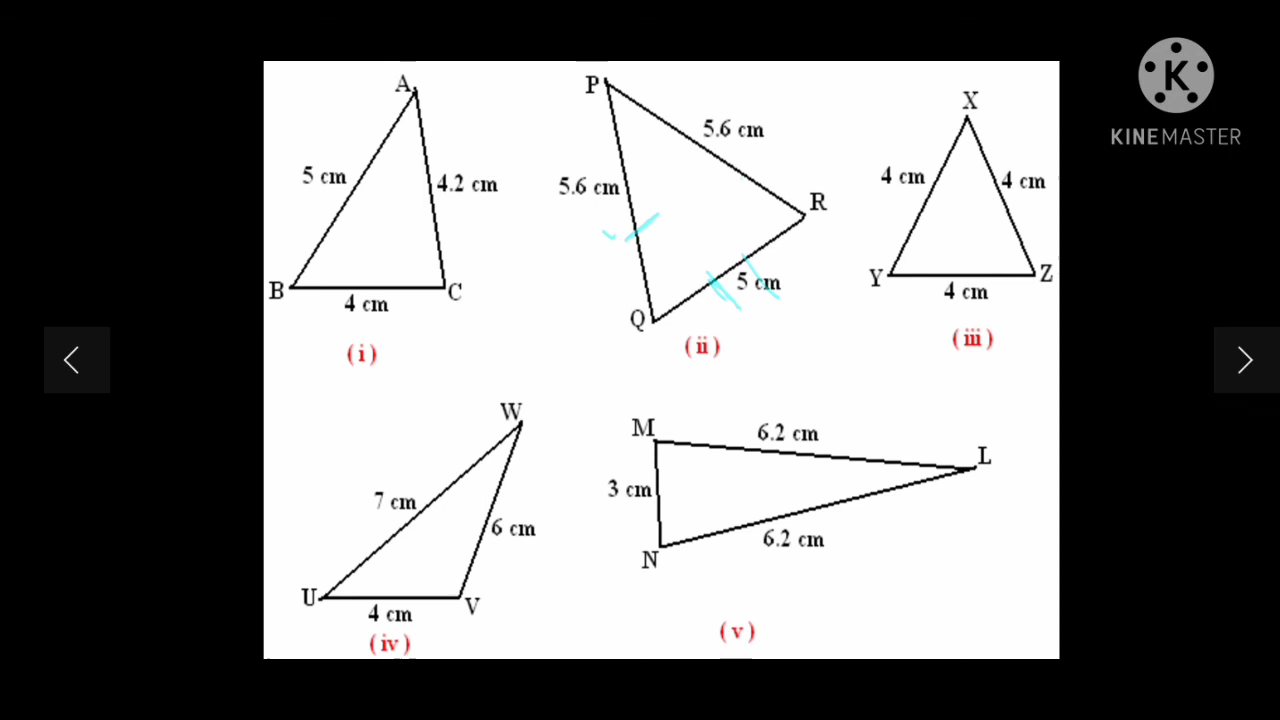 K
KINEMASTER
A
5 cm
4.2 cm
B
C
4 cm
(i)
P
5.6 cm
5.6 cm
R
5 cm
Q
(ii)
X
4 cm
4 cm
Y
Z
4 cm
(iii)
W
7 cm
6 cm
U
V
4 cm
(iv)
M
6.2 cm
L
3 cm
N
6.2 cm
(v)